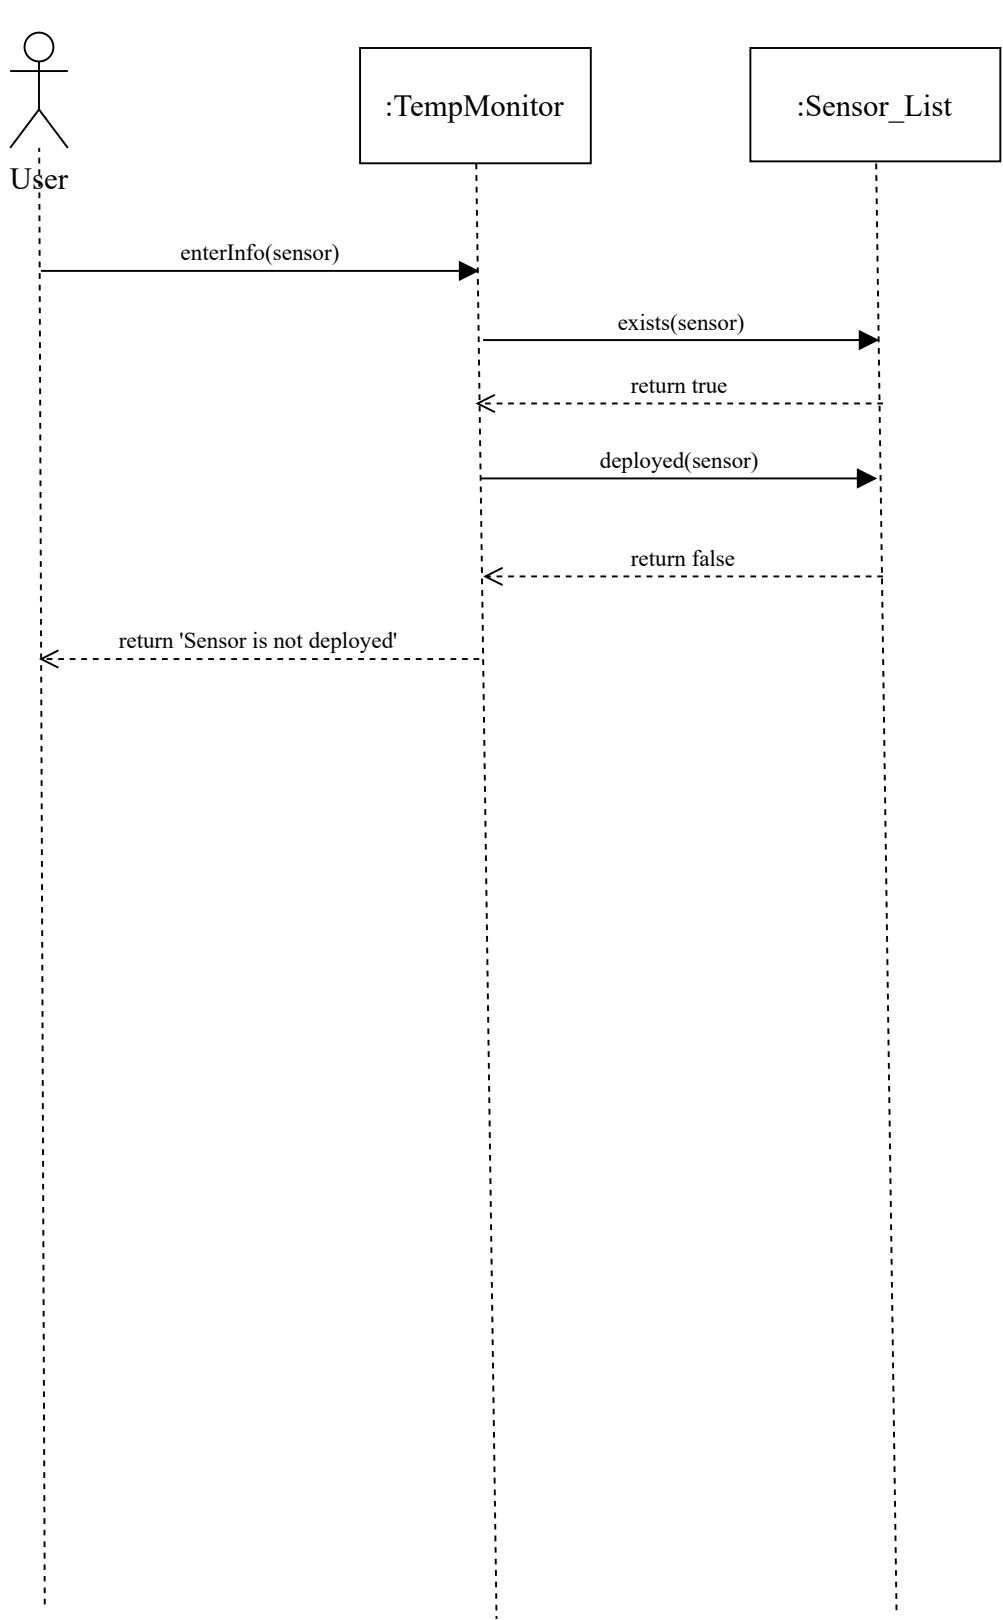 :TempMonitor
:Sensor_List
User
enterInfo(sensor)
exists(sensor)
return true
deployed(sensor)
return false
return 'Sensor is not deployed'